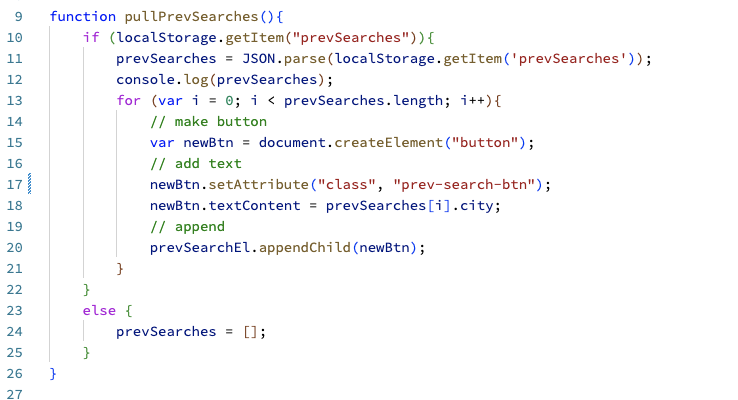 9 function pullPrevSearches(){
10 if (localStorage.getItem("prevSearches")){
11 prevSearches = JSON.parse(localStorage.getItem('prevSearches'));
12 console.log(prevSearches);
13 for (var i = 0; i < prevSearches.length; i++){
14 // make button
15 var newBtn = document.createElement("button");
16 // add text
17 newBtn.setAttribute("class", "prev-search-btn");
18 newBtn.textContent = prevSearches[i].city;
19 // append
20 prevSearchEl.appendChild(newBtn);
21 }
22 }
23 else {
24 prevSearches = [];
25 }
26 }
27